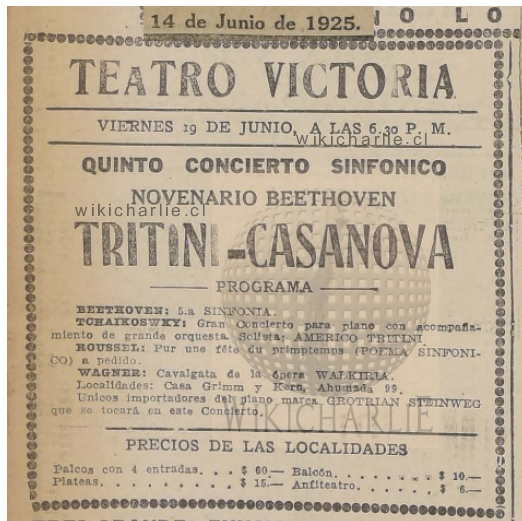 14 de Junio de 1925.
O L O
TEATRO VICTORIA
VIERNES 19 DE JUNIO, A LAS 6.30 P. M.
wikicharlie.cl
QUINTO CONCIERTO SINFONICO
NOVENARIO BEETHOVEN
wikicharlie.cl
TRITINI-CASANOVA
PROGRAMA
BEETHOVEN: 5.a SINFONIA.
TCHAIKOSWKY: Gran Concierto para piano con acompaña-
miento de grande orquesta Solista: AMERICO TRITINI
ROUSSEL: Pur une fête du primptemps (POEMA SINFONI-
CO) a pedido.
WAGNER: Cavalgata de la ópera WALKIRIA.
Localidades: Casa Grimm y Kern, Ahumada 99.
Unicos importadores del piano marca GROTRIAN STEINWEG
que se tocará en este Concierto.
WIKICHARLIE
PRECIOS DE LAS LOCALIDADES
Palcos con 4 entradas. . . $ 60.— Balcón. . . . . . . . $ 10.—
Plateas. . . . . . . . . $ 15.— Anfiteatro. . . . . . . $ 6.—